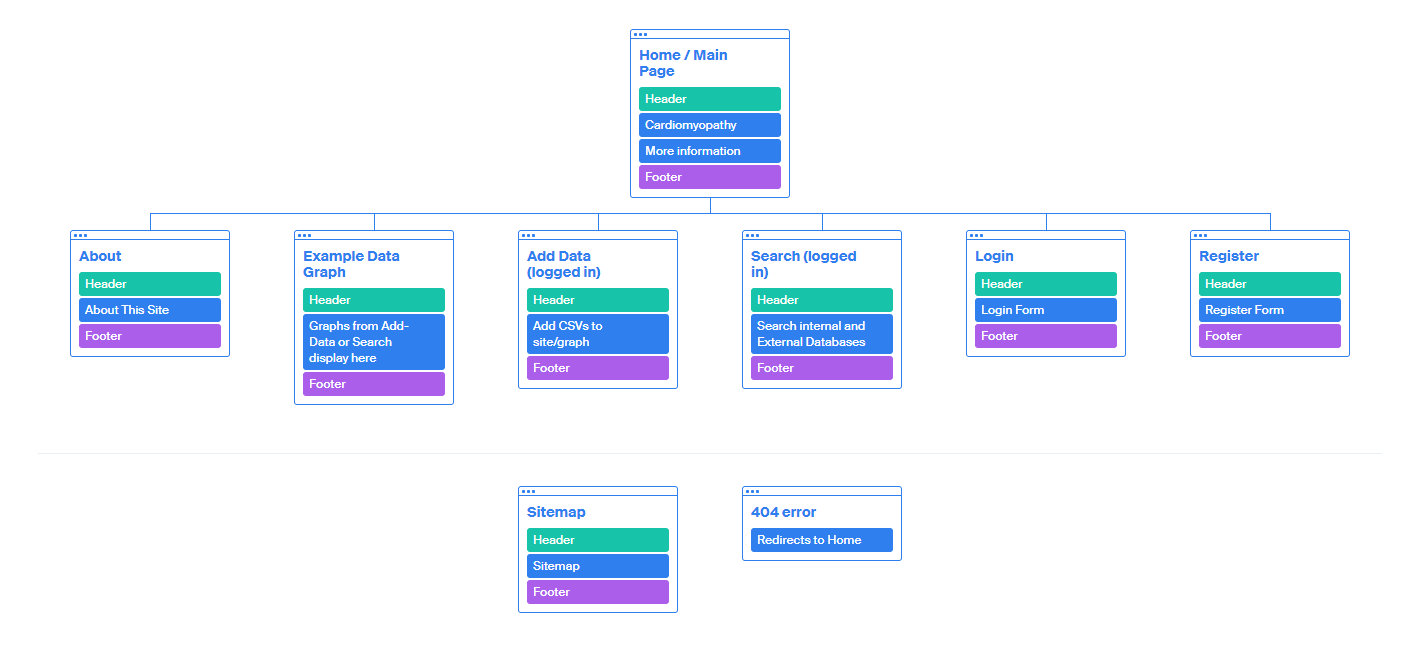 Home / Main
Page
Header
Cardiomyopathy
More information
Footer
About
Header
About This Site
Footer
Example Data
Graph
Header
Graphs from Add-
Data or Search
display here
Footer
Add Data
(logged in)
Header
Add CSVs to
site/graph
Footer
Search (logged
in)
Header
Search internal and
External Databases
Footer
Login
Header
Login Form
Footer
Register
Header
Register Form
Footer
Sitemap
Header
Sitemap
Footer
404 error
Redirects to Home